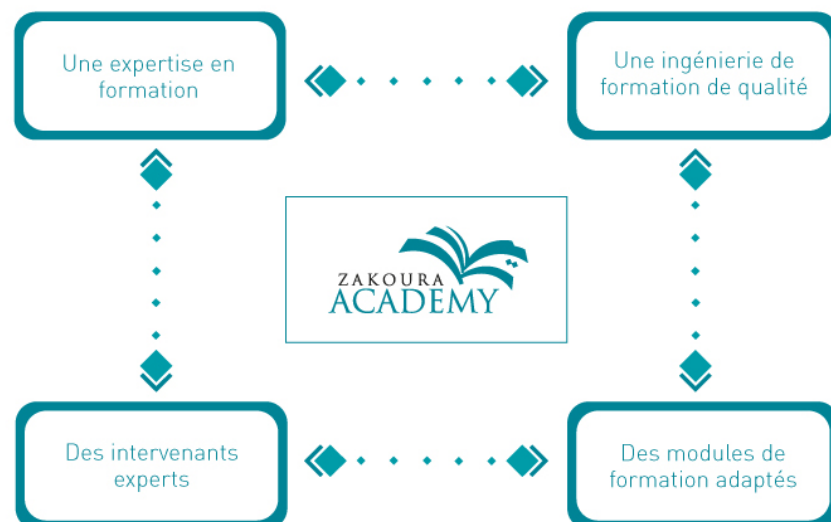 Une expertise en
formation
Une ingénierie de
formation de qualité
ZAKOURA
ACADEMY
Des intervenants
experts
Des modules de
formation adaptés